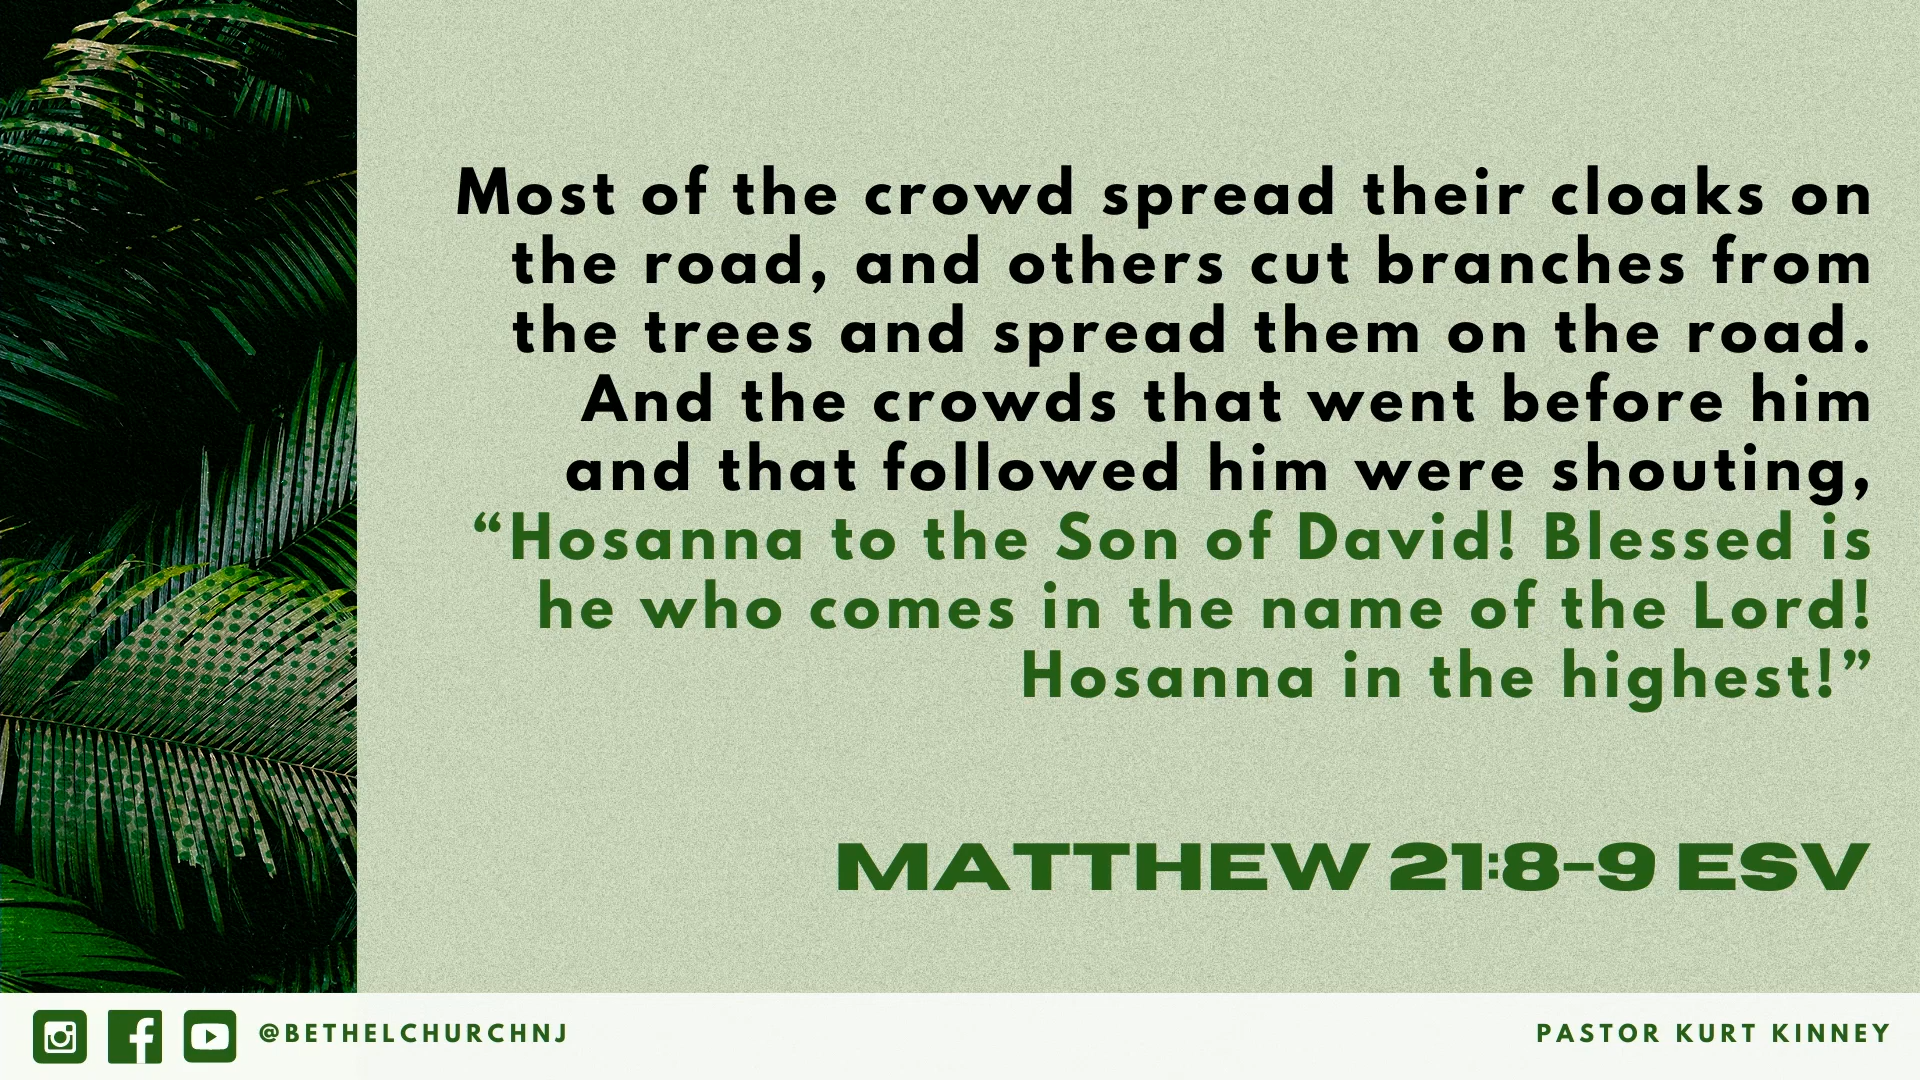 Most of the crowd spread their cloaks on
the road, and others cut branches from
the trees and spread them on the road.
And the crowds that went before him
and that followed him were shouting,
“Hosanna to the Son of David! Blessed is
he who comes in the name of the Lord!
Hosanna in the highest!”
MATTHEW 21:8-9 ESV
@BETHELCHURCHNJ
PASTOR KURT KINNEY